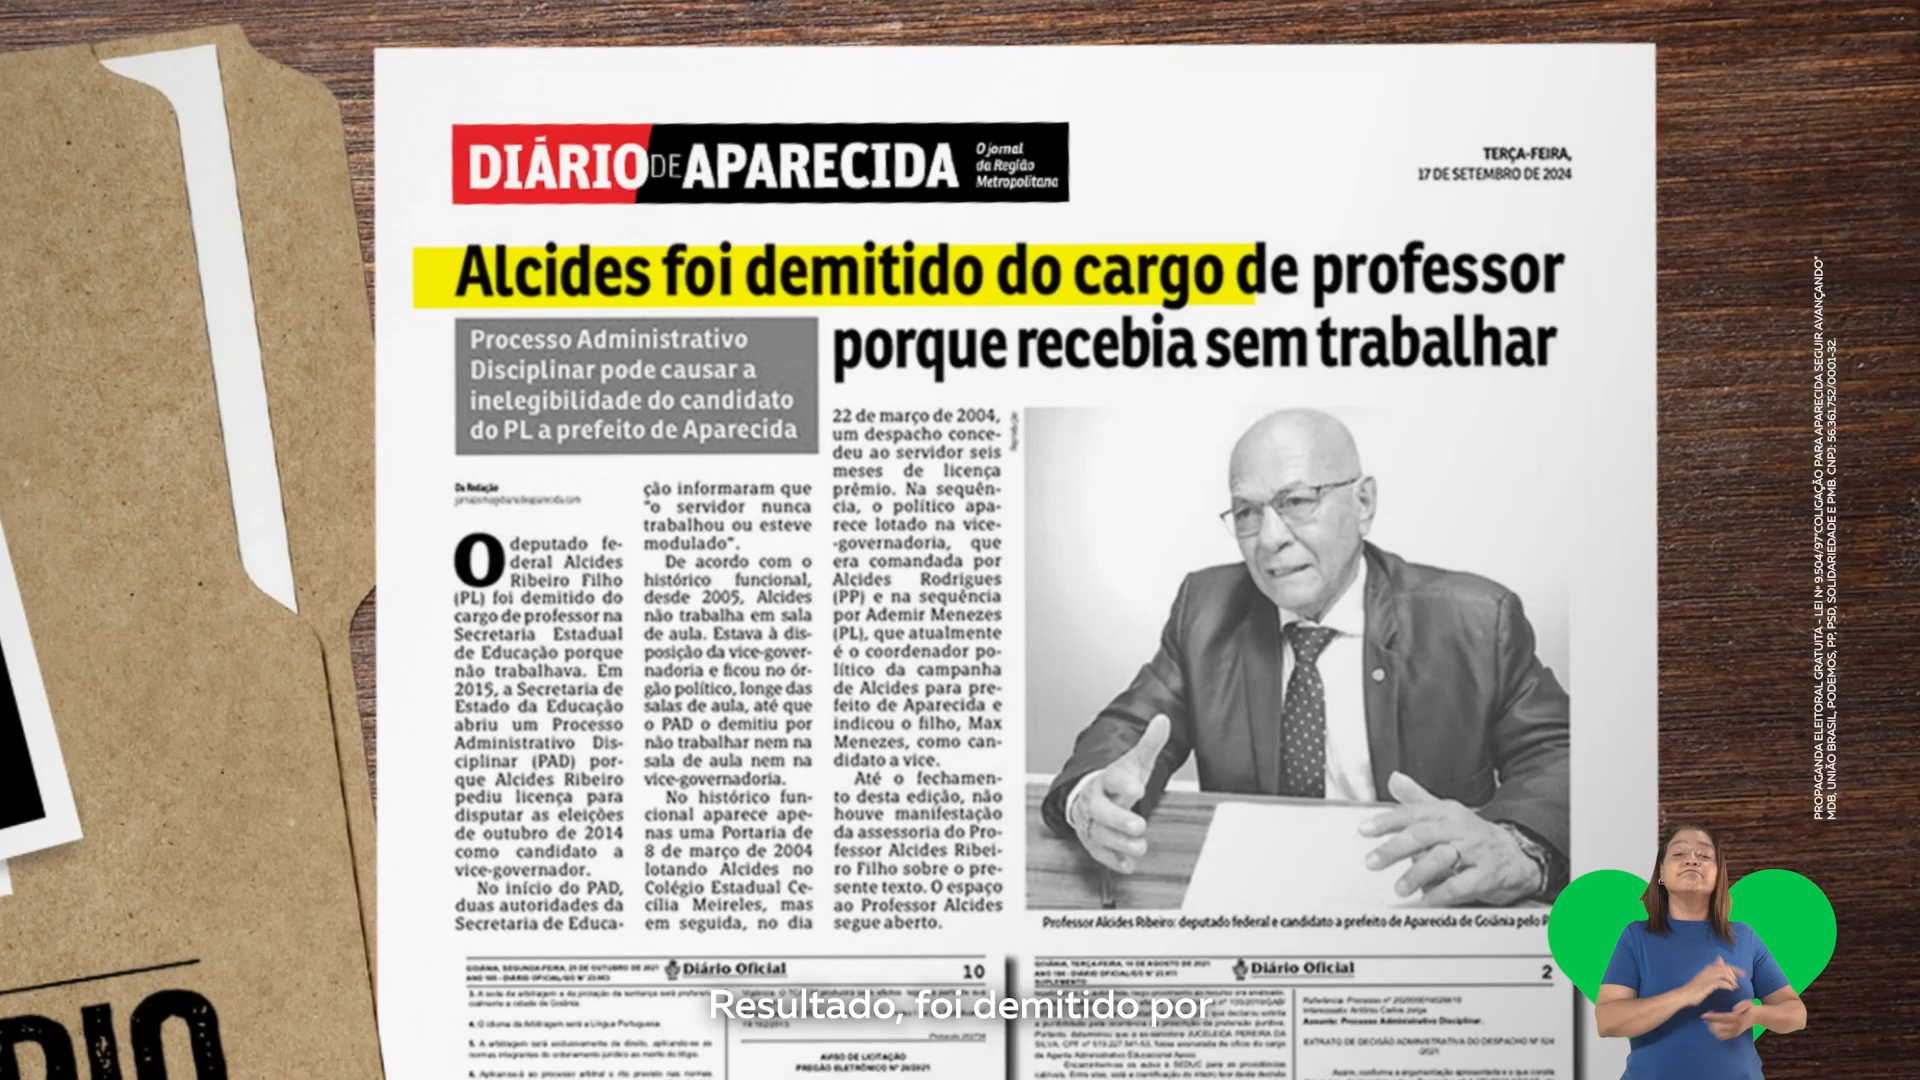 DIÁRIO DE APARECIDA
O jornal
da Região
Metropolitana
TERÇA-FEIRA,
17 DE SETEMBRO DE 2024
Alcides foi demitido do cargo de professor
porque recebia sem trabalhar
Processo Administrativo
Disciplinar pode causar a
inelegibilidade do candidato
do PL a prefeito de Aparecida
Da Redação
O deputado fe-
deral Alcides
Ribeiro Filho
(PL) foi demitido do
cargo de professor na
Secretaria Estadual
de Educação porque
não trabalhava. Em
2015, a Secretaria de
Estado da Educação
abriu um Processo
Administrativo Dis-
ciplinar (PAD) por-
que Alcides Ribeiro
pediu licença para
disputar as eleições
de outubro de 2014
como candidato a
vice-governador.
No início do PAD,
duas autoridades da
Secretaria de Educa-
ção informaram que
"o servidor nunca
trabalhou ou esteve
modulado".
De acordo com o
histórico funcional,
desde 2005, Alcides
não trabalha em sala
de aula. Estava à dis-
posição da vice-gover-
nadoria e ficou no ór-
gão político, longe das
salas de aula, até que
o PAD o demitiu por
não trabalhar nem na
sala de aula nem na
vice-governadoria.
No histórico fun-
cional aparece ape-
nas uma Portaria de
8 de março de 2004
lotando Alcides no
Colégio Estadual Ce-
cília Meireles, mas
em seguida, no dia
22 de março de 2004,
um despacho conce-
deu ao servidor seis
meses de licença
prêmio. Na sequên-
cia, o político apa-
rece lotado na vice-
-governadoria, que
era comandada por
Alcides Rodrigues
(PP) e na sequência
por Ademir Menezes
(PL), que atualmente
é o coordenador po-
lítico da campanha
de Alcides para pre-
feito de Aparecida e
indicou o filho, Max
Menezes, como can-
didato a vice.
Até o fechamen-
to desta edição, não
houve manifestação
da assessoria do Pro-
fessor Alcides Ribei-
ro Filho sobre o pre-
sente texto. O espaço
ao Professor Alcides
segue aberto.
Professor Alcides Ribeiro: deputado federal e candidato a prefeito de Aparecida de Goiânia pelo
Diário Oficial
10
Diário Oficial
2
AVISO DE LICITAÇÃO
Resultado, foi demitido por
PROPAGANDA ELEITORAL GRATUITA – LEI Nº 9.504/97 "COLIGAÇÃO PARA APARECIDA SEGUIR AVANÇANDO"
MDB, UNIÃO BRASIL, PODEMOS, PP, PSD, SOLIDARIEDADE E PMB. CNPJ: 56.361.752/0001-32.